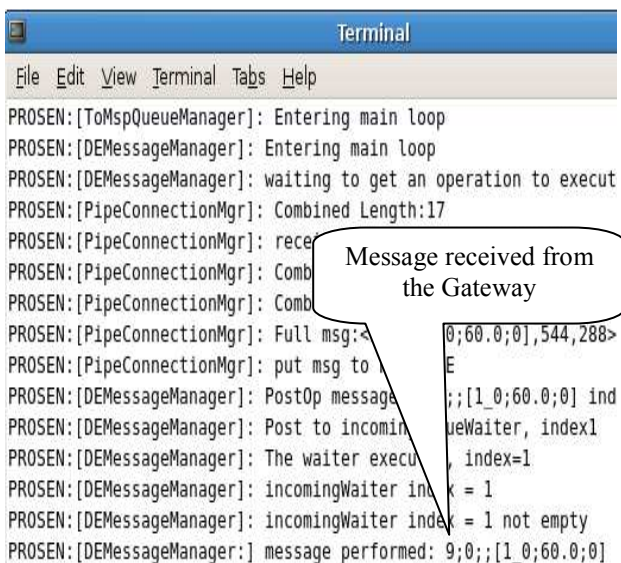 Terminal
File Edit View Terminal Tabs Help
PROSEN:[ToMspQueueManager]: Entering main loop
PROSEN:[DEMessageManager]: Entering main loop
PROSEN:[DEMessageManager]: waiting to get an operation to execut
PROSEN:[PipeConnectionMgr]: Combined Length:17
PROSEN:[PipeConnectionMgr]: rece
PROSEN:[PipeConnectionMgr]: Comb
PROSEN:[PipeConnectionMgr]: Comb
Message received from
the Gateway
PROSEN:[PipeConnectionMgr]: Full msg:< 0;60.0;0],544,288>
PROSEN:[PipeConnectionMgr]: put msg to E
PROSEN:[DEMessageManager]: PostOp message ;;[1_0;60.0;0] ind
PROSEN:[DEMessageManager]: Post to incomin ueWaiter, index1
PROSEN:[DEMessageManager]: The waiter execu , index=1
PROSEN:[DEMessageManager]: incomingWaiter index = 1
PROSEN:[DEMessageManager]: incomingWaiter index = 1 not empty
PROSEN:[DEMessageManager:] message performed: 9;0;;[1_0;60.0;0]